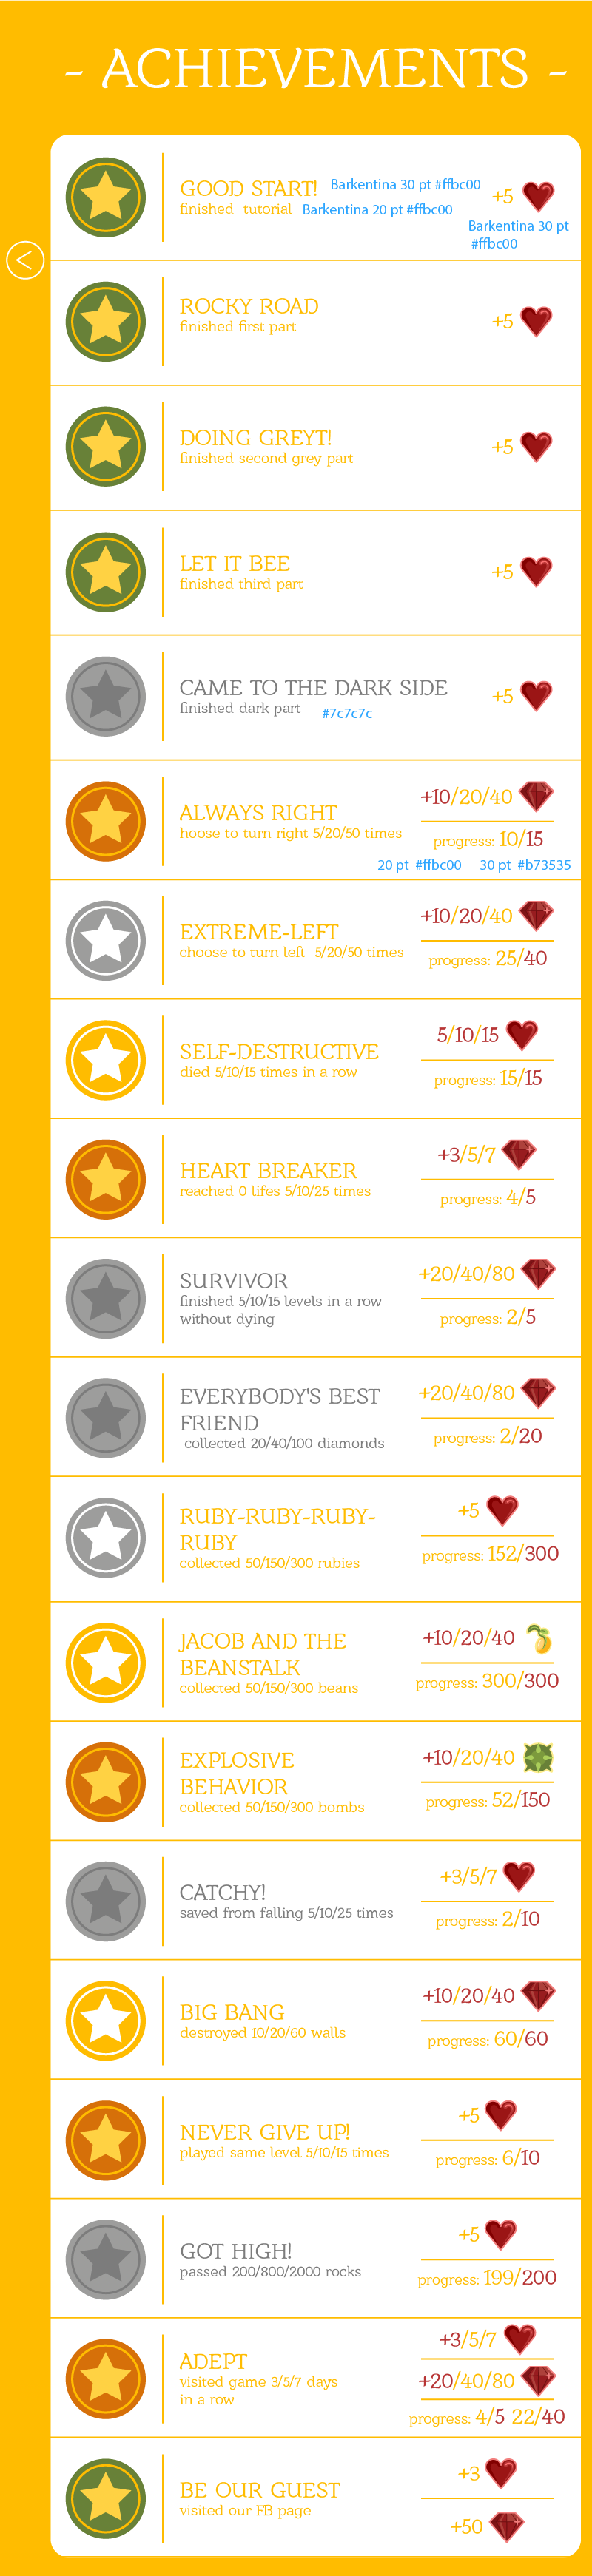 - ACHIEVEMENTS -
<
GOOD START! Barkentina 30 pt #ffbc00 +5
finished tutorial Barkentina 20 pt #ffbc00
Barkentina 30 pt
#ffbc00
ROCKY ROAD
finished first part
+5
DOING GREYT!
finished second grey part
+5
LET IT BEE
finished third part
+5
CAME TO THE DARK SIDE
finished dark part #7c7c7c
+5
ALWAYS RIGHT
hoose to turn right 5/20/50 times
+10/20/40
progress: 10/15
20 pt #ffbc00 30 pt #b73535
EXTREME-LEFT
choose to turn left 5/20/50 times
+10/20/40
progress: 25/40
SELF-DESTRUCTIVE
died 5/10/15 times in a row
5/10/15
progress: 15/15
HEART BREAKER
reached 0 lifes 5/10/25 times
+3/5/7
progress: 4/5
SURVIVOR
finished 5/10/15 levels in a row
without dying
+20/40/80
progress: 2/5
EVERYBODY'S BEST
FRIEND
collected 20/40/100 diamonds
+20/40/80
progress: 2/20
RUBY-RUBY-RUBY-
RUBY
collected 50/150/300 rubies
+5
progress: 152/300
JACOB AND THE
BEANSTALK
collected 50/150/300 beans
+10/20/40
progress: 300/300
EXPLOSIVE
BEHAVIOR
collected 50/150/300 bombs
+10/20/40
progress: 52/150
CATCHY!
saved from falling 5/10/25 times
+3/5/7
progress: 2/10
BIG BANG
destroyed 10/20/60 walls
+10/20/40
progress: 60/60
NEVER GIVE UP!
played same level 5/10/15 times
+5
progress: 6/10
GOT HIGH!
passed 200/800/2000 rocks
+5
progress: 199/200
ADEPT
visited game 3/5/7 days
in a row
+3/5/7
+20/40/80
progress: 4/5 22/40
BE OUR GUEST
visited our FB page
+3
+50